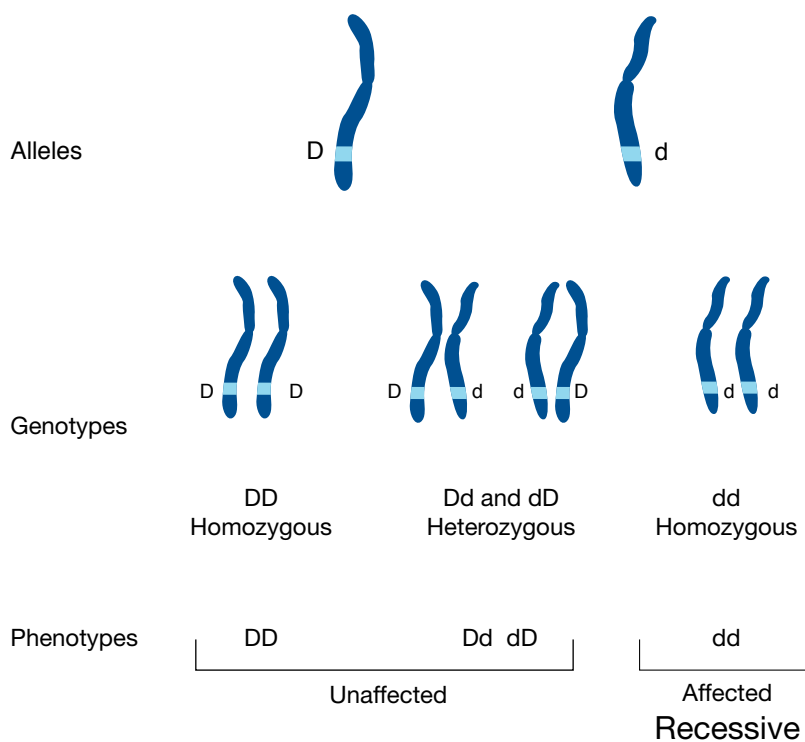 Alleles
D
d
D
D
D
d
d
D
d
d
Genotypes
DD
Homozygous
Dd and dD
Heterozygous
dd
Homozygous
Phenotypes
DD
Dd dD
dd
Unaffected
Affected
Recessive